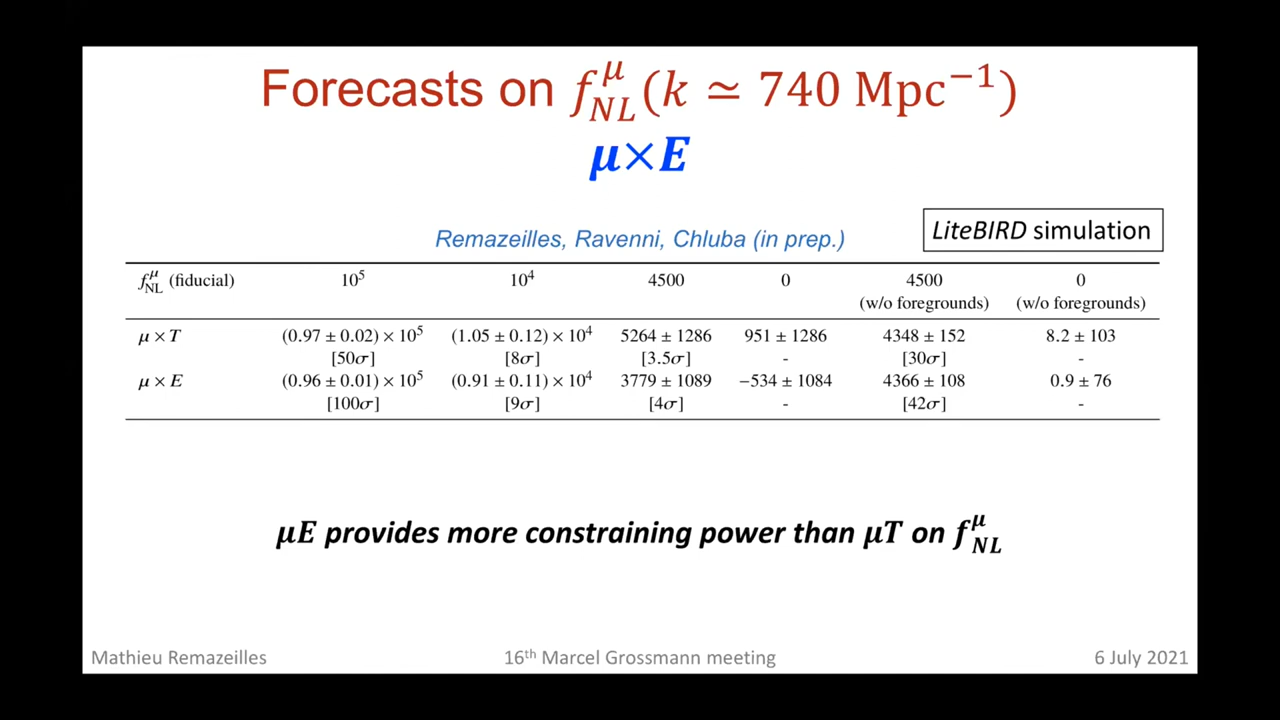 Forecasts on f_NL^μ(k ≃ 740 Mpc⁻¹)
μ×E
Remazeilles, Ravenni, Chluba (in prep.)
LiteBIRD simulation
f_NL^μ (fiducial) 10⁵ 10⁴ 4500 0 4500 0
(w/o foregrounds) (w/o foregrounds)
μ × T (0.97 ± 0.02) × 10⁵ (1.05 ± 0.12) × 10⁴ 5264 ± 1286 951 ± 1286 4348 ± 152 8.2 ± 103
[50σ] [8σ] [3.5σ] - [30σ] -
μ × E (0.96 ± 0.01) × 10⁵ (0.91 ± 0.11) × 10⁴ 3779 ± 1089 −534 ± 1084 4366 ± 108 0.9 ± 76
[100σ] [9σ] [4σ] - [42σ] -
μE provides more constraining power than μT on f_NL^μ
Mathieu Remazeilles 16th Marcel Grossmann meeting 6 July 2021